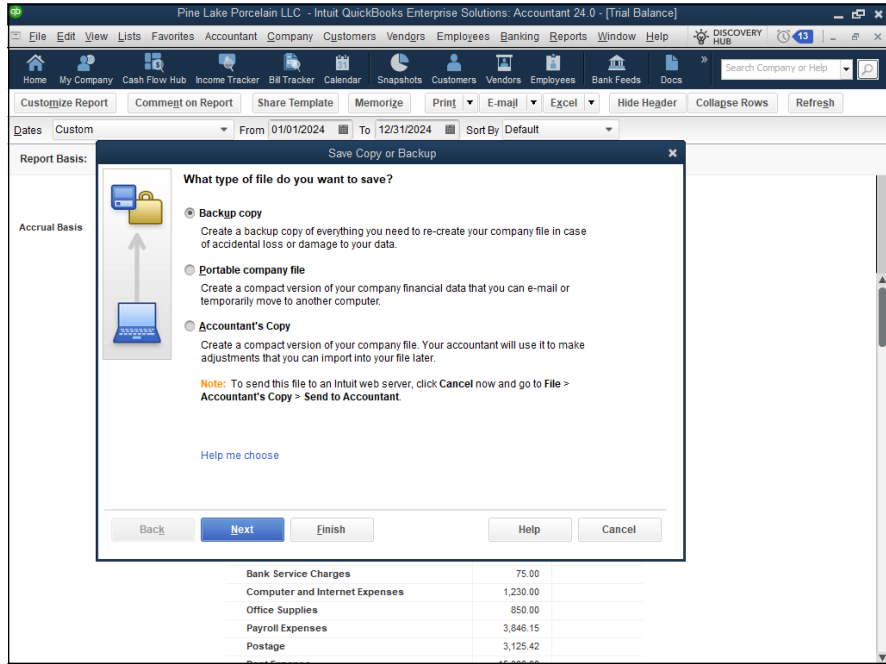 qb Pine Lake Porcelain LLC - Intuit QuickBooks Enterprise Solutions: Accountant 24.0 - [Trial Balance]
File Edit View Lists Favorites Accountant Company Customers Vendors Employees Banking Reports Window Help DISCOVERY HUB 13
Home My Company Cash Flow Hub Income Tracker Bill Tracker Calendar Snapshots Customers Vendors Employees Bank Feeds Docs » Search Company or Help
Customize Report Comment on Report Share Template Memorize Print E-mail Excel Hide Header Collapse Rows Refresh
Dates Custom From 01/01/2024 To 12/31/2024 Sort By Default
Report Basis:
Save Copy or Backup
What type of file do you want to save?
Backup copy
Create a backup copy of everything you need to re-create your company file in case
of accidental loss or damage to your data.
Accrual Basis
Portable company file
Create a compact version of your company financial data that you can e-mail or
temporarily move to another computer.
Accountant's Copy
Create a compact version of your company file. Your accountant will use it to make
adjustments that you can import into your file later.
Note: To send this file to an Intuit web server, click Cancel now and go to File >
Accountant's Copy > Send to Accountant.
Help me choose
Back Next Finish Help Cancel
Bank Service Charges 75.00
Computer and Internet Expenses 1,230.00
Office Supplies 850.00
Payroll Expenses 3,846.15
Postage 3,125.42